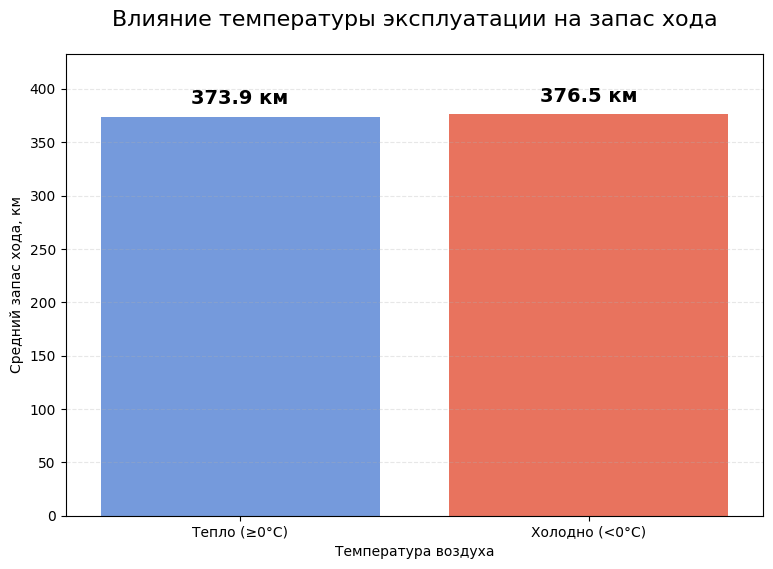 Влияние температуры эксплуатации на запас хода
373.9 км
376.5 км
Средний запас хода, км
400
350
300
250
200
150
100
50
0
Тепло (≥0°C)
Холодно (<0°C)
Температура воздуха